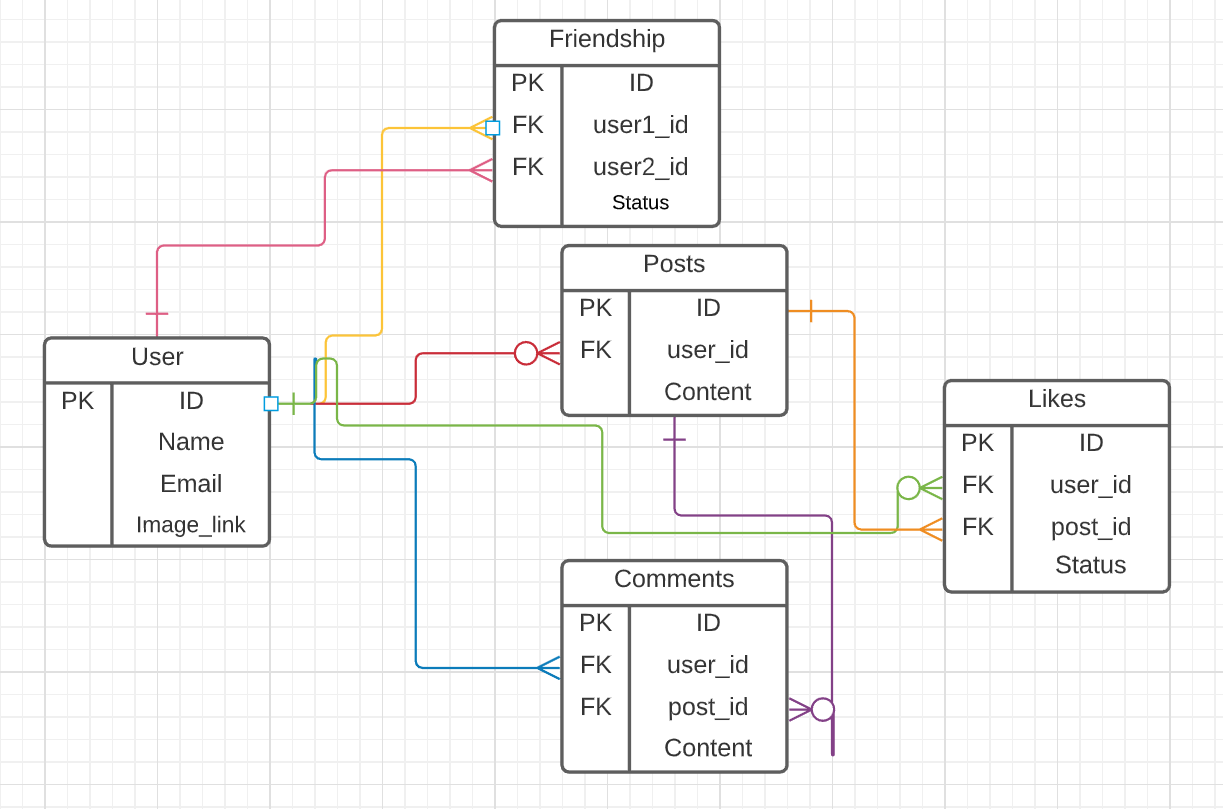 Friendship
PK ID
FK user1_id
FK user2_id
Status
Posts
PK ID
FK user_id
Content
User
PK ID
Name
Email
Image_link
Likes
PK ID
FK user_id
FK post_id
Status
Comments
PK ID
FK user_id
FK post_id
Content